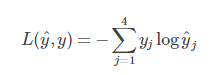 L(ŷ, y) = − ∑_{j=1}^{4} y_j log ŷ_j